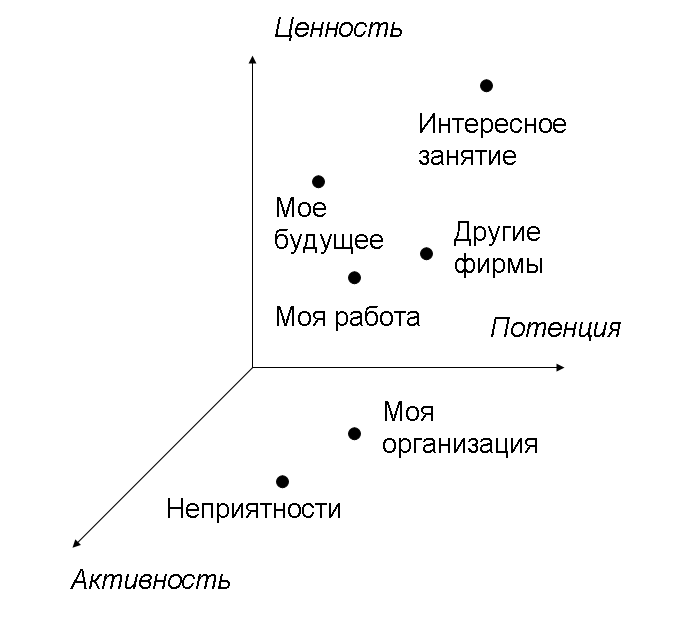 Ценность
Интересное
занятие
Мое
будущее
Другие
фирмы
Моя работа
Потенция
Моя
организация
Неприятности
Активность